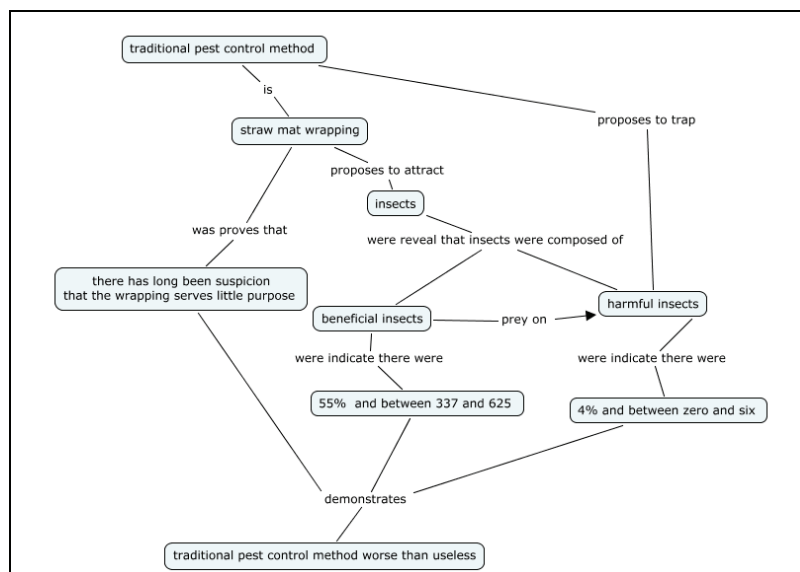 traditional pest control method
is
proposes to trap
straw mat wrapping
proposes to attract
insects
was proves that
were reveal that insects were composed of
there has long been suspicion
that the wrapping serves little purpose
beneficial insects
prey on
harmful insects
were indicate there were
were indicate there were
55% and between 337 and 625
4% and between zero and six
demonstrates
traditional pest control method worse than useless